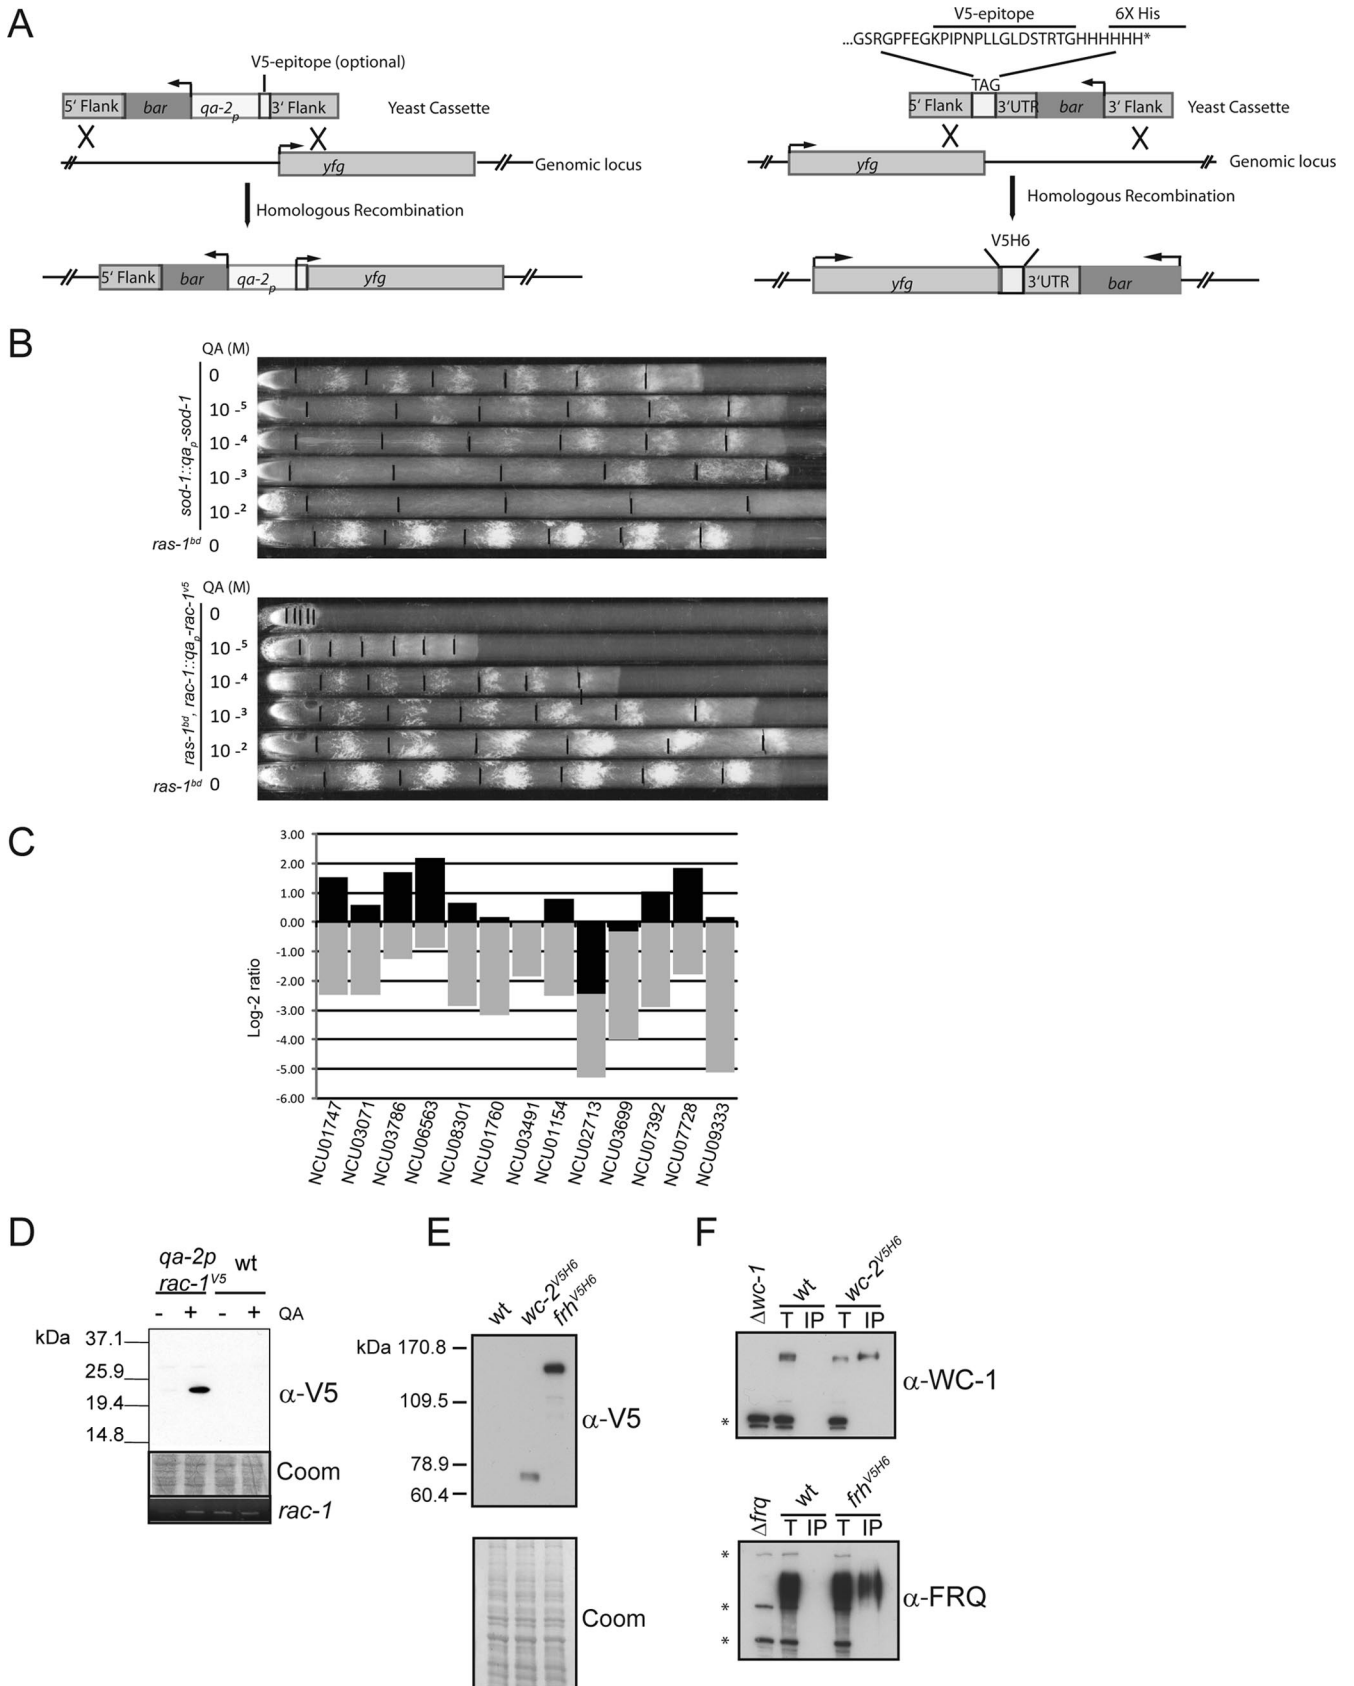 A
V5-epitope (optional)
5' Flank bar qa-2p 3' Flank
Yeast Cassette
yfg
Genomic locus
Homologous Recombination
5' Flank bar qa-2p yfg
V5-epitope 6X His
...GSRGPFEGKPIPNPLLGLDSTRTGHHHHHH*
TAG
5' Flank 3'UTR bar 3' Flank
Yeast Cassette
yfg
Genomic locus
Homologous Recombination
V5H6
yfg 3'UTR bar
B
QA (M)
sod-1::qap-sod-1
0
10 -5
10 -4
10 -3
10 -2
ras-1bd 0
QA (M)
ras-1bd, rac-1::qap-rac-1v5
0
10 -5
10 -4
10 -3
10 -2
ras-1bd 0
C
Log-2 ratio
3.00
2.00
1.00
0.00
-1.00
-2.00
-3.00
-4.00
-5.00
-6.00
NCU01747
NCU03071
NCU03786
NCU06563
NCU08301
NCU01760
NCU03491
NCU01154
NCU02713
NCU03699
NCU07392
NCU07728
NCU09333
D
qa-2p
rac-1V5 wt
- + - + QA
kDa 37.1
25.9
19.4
14.8
α-V5
Coom
rac-1
E
wt wc-2V5H6 frhV5H6
kDa 170.8
109.5
78.9
60.4
α-V5
Coom
F
Δwc-1 wt wc-2V5H6
T IP T IP
α-WC-1
*
Δfrq wt frhV5H6
T IP T IP
*
*
*
α-FRQ